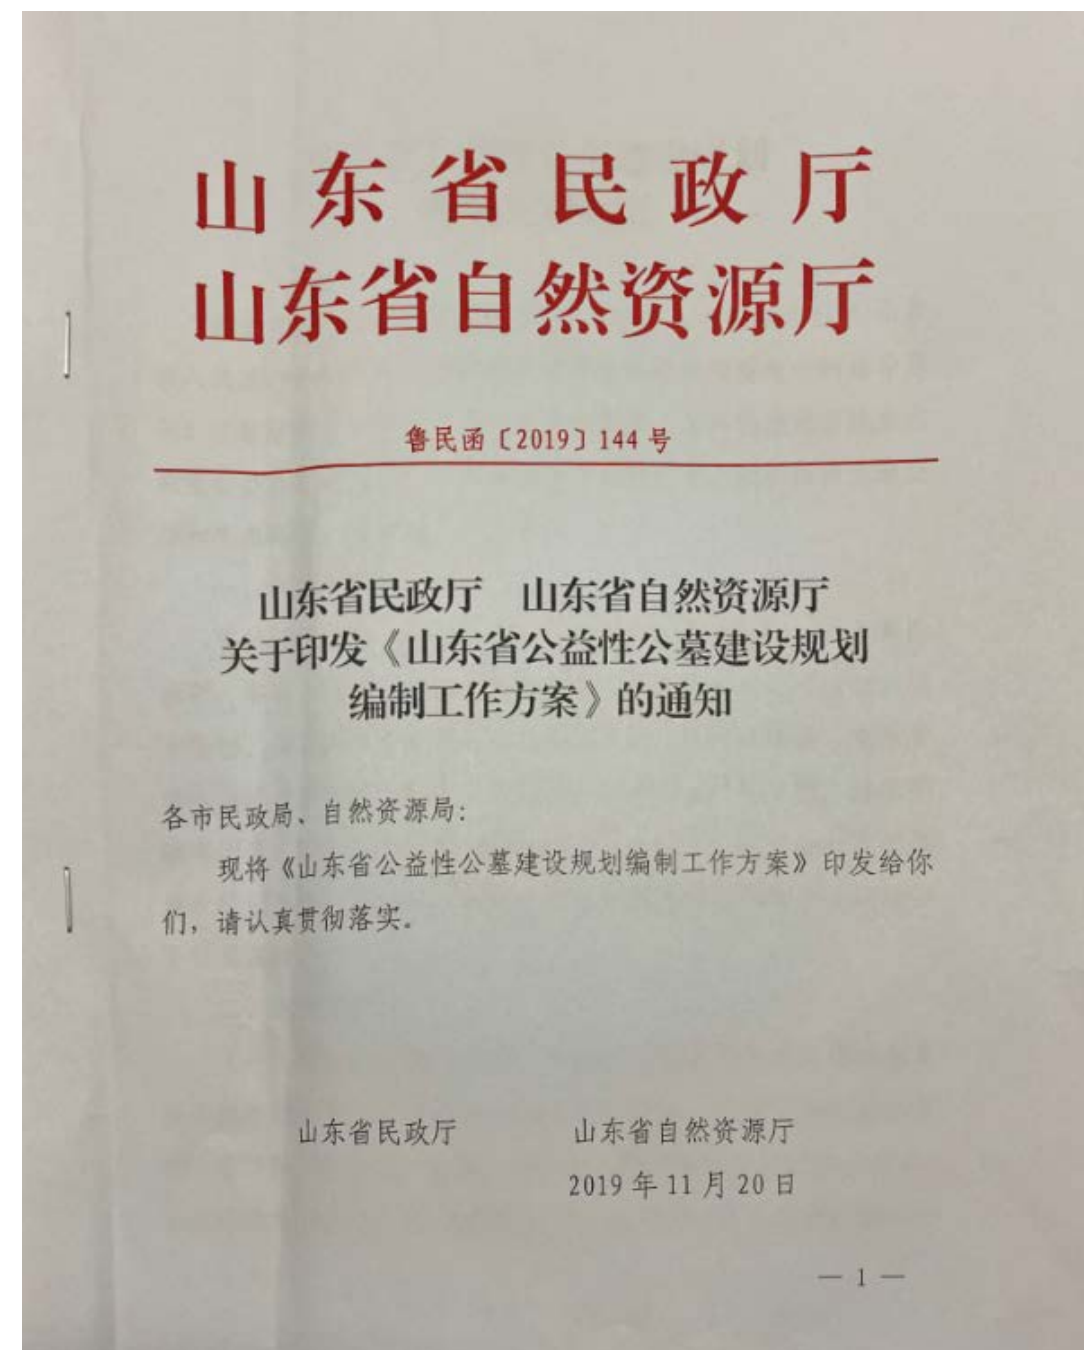 山东省民政厅
山东省自然资源厅
鲁民函〔2019〕144号
山东省民政厅 山东省自然资源厅
关于印发《山东省公益性公墓建设规划
编制工作方案》的通知
各市民政局、自然资源局：
现将《山东省公益性公墓建设规划编制工作方案》印发给你
们，请认真贯彻落实。
山东省民政厅 山东省自然资源厅
2019年11月20日
— 1 —